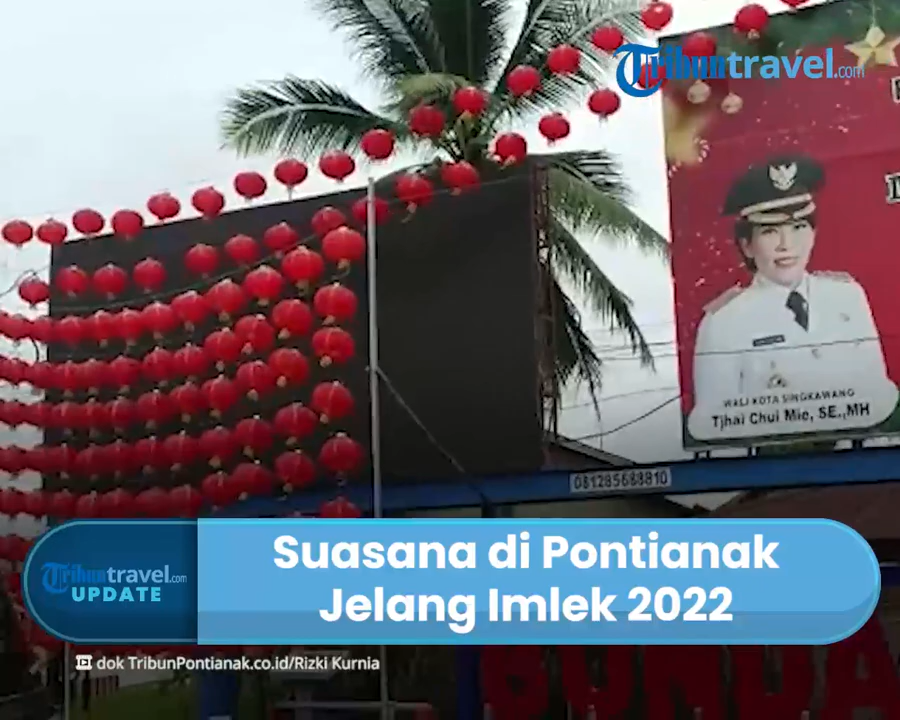 Tribuntravel.com
WALI KOTA SINGKAWANG
Tjhai Chui Mie, SE.,MH
081285688810
Suasana di Pontianak
Jelang Imlek 2022
Tribuntravel.com
UPDATE
dok TribunPontianak.co.id/Rizki Kurnia